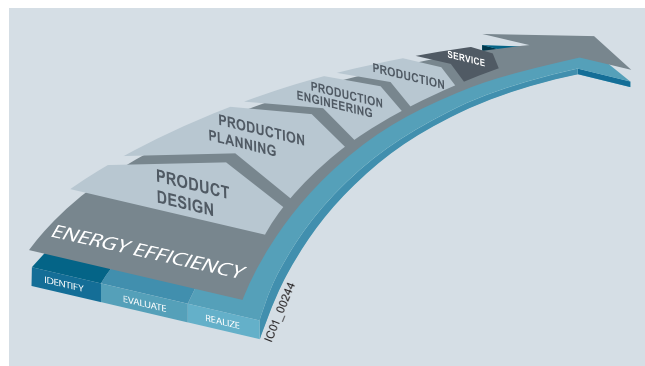 SERVICE
PRODUCTION
PRODUCTION
ENGINEERING
PRODUCTION
PLANNING
PRODUCT
DESIGN
ENERGY EFFICIENCY
IDENTIFY
EVALUATE
REALIZE
IC01_00244